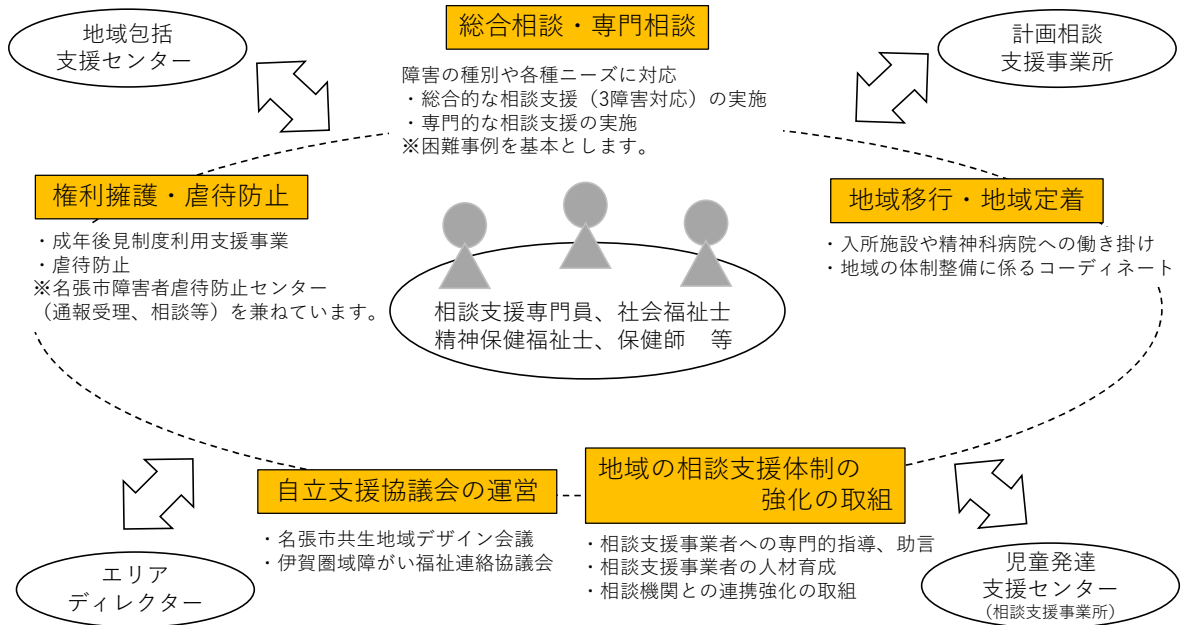 地域包括
支援センター
総合相談・専門相談
計画相談
支援事業所
障害の種別や各種ニーズに対応
・総合的な相談支援（3障害対応）の実施
・専門的な相談支援の実施
※困難事例を基本とします。
権利擁護・虐待防止
・成年後見制度利用支援事業
・虐待防止
※名張市障害者虐待防止センター
（通報受理、相談等）を兼ねています。
地域移行・地域定着
・入所施設や精神科病院への働き掛け
・地域の体制整備に係るコーディネート
相談支援専門員、社会福祉士
精神保健福祉士、保健師　等
自立支援協議会の運営
・名張市共生地域デザイン会議
・伊賀圏域障がい福祉連絡協議会
地域の相談支援体制の
強化の取組
・相談支援事業者への専門的指導、助言
・相談支援事業者の人材育成
・相談機関との連携強化の取組
エリア
ディレクター
児童発達
支援センター
（相談支援事業所）